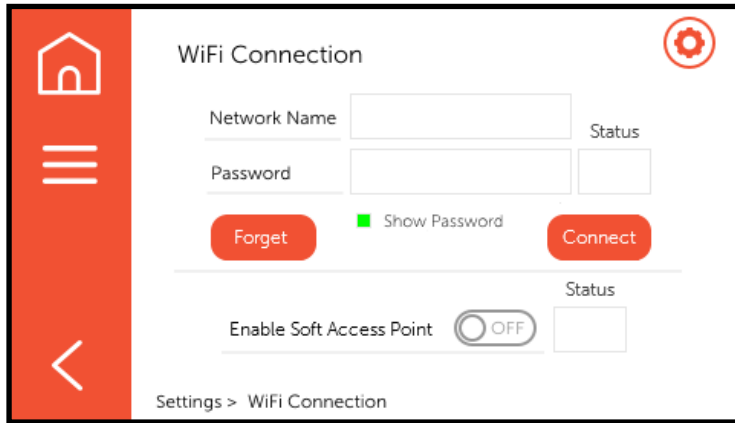 WiFi Connection
Network Name
Status
Password
Show Password
Forget
Connect
Status
Enable Soft Access Point OFF
Settings > WiFi Connection